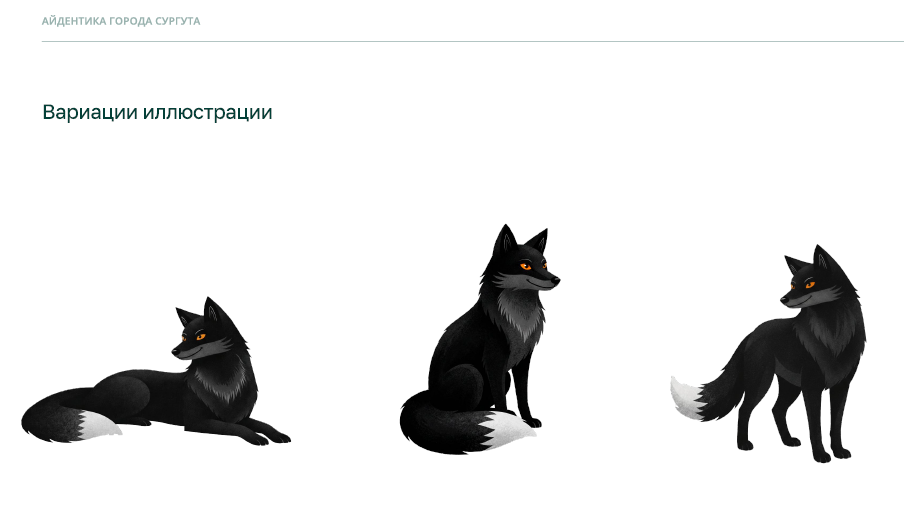 АЙДЕНТИКА ГОРОДА СУРГУТА
Вариации иллюстрации